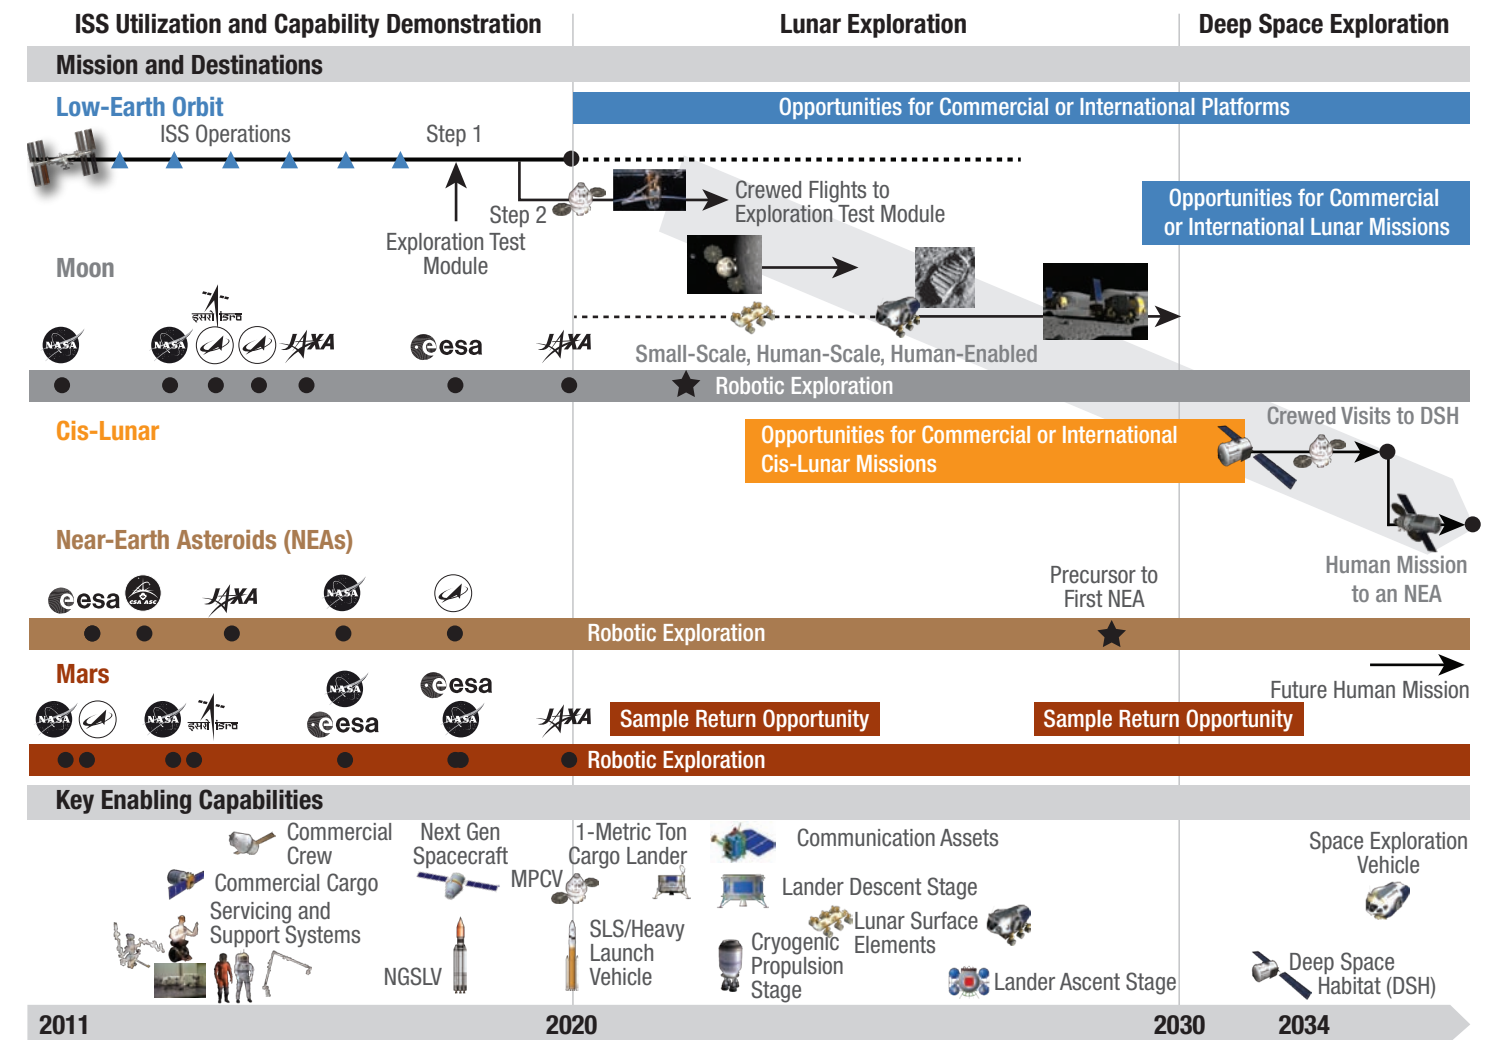 ISS Utilization and Capability Demonstration
Lunar Exploration
Deep Space Exploration
Mission and Destinations
Low-Earth Orbit
Opportunities for Commercial or International Platforms
ISS Operations
Step 1
Step 2
Crewed Flights to
Exploration Test Module
Opportunities for Commercial
or International Lunar Missions
Exploration Test
Module
Moon
इसरो isro
NASA
NASA
JAXA
esa
JAXA
Small-Scale, Human-Scale, Human-Enabled
Robotic Exploration
Cis-Lunar
Opportunities for Commercial or International
Cis-Lunar Missions
Crewed Visits to DSH
Near-Earth Asteroids (NEAs)
Human Mission
to an NEA
Precursor to
First NEA
esa
CSA ASC
JAXA
NASA
Robotic Exploration
Mars
Future Human Mission
NASA
esa
NASA
NASA
इसरो isro
esa
NASA
JAXA
Sample Return Opportunity
Sample Return Opportunity
Robotic Exploration
Key Enabling Capabilities
Commercial
Crew
Next Gen
Spacecraft
1-Metric Ton
Cargo Lander
Communication Assets
Space Exploration
Vehicle
Commercial Cargo
MPCV
Lander Descent Stage
Servicing and
Support Systems
SLS/Heavy
Launch
Vehicle
Lunar Surface
Elements
Cryogenic
Propulsion
Stage
NGSLV
Lander Ascent Stage
Deep Space
Habitat (DSH)
2011
2020
2030
2034